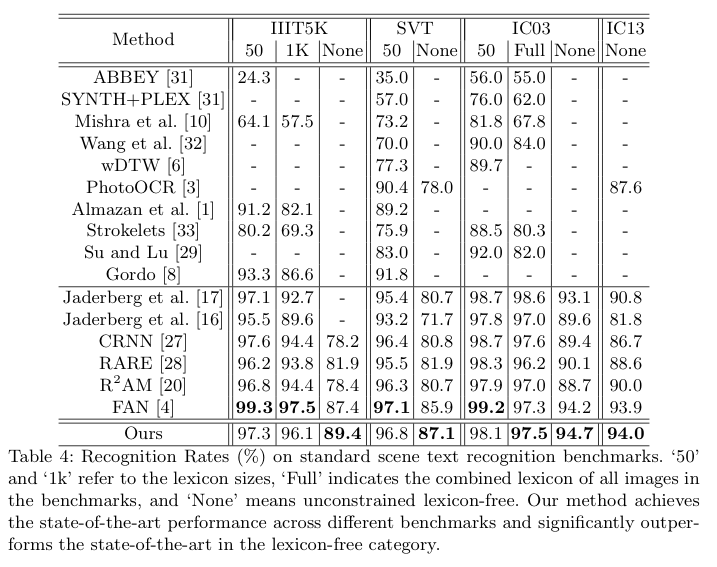 Method IIIT5K SVT IC03 IC13
50 1K None 50 None 50 Full None None
ABBEY [31] 24.3 - - 35.0 - 56.0 55.0 - -
SYNTH+PLEX [31] - - - 57.0 - 76.0 62.0 - -
Mishra et al. [10] 64.1 57.5 - 73.2 - 81.8 67.8 - -
Wang et al. [32] - - - 70.0 - 90.0 84.0 - -
wDTW [6] - - - 77.3 - 89.7 - - -
PhotoOCR [3] - - - 90.4 78.0 - - - 87.6
Almazan et al. [1] 91.2 82.1 - 89.2 - - - - -
Strokelets [33] 80.2 69.3 - 75.9 - 88.5 80.3 - -
Su and Lu [29] - - - 83.0 - 92.0 82.0 - -
Gordo [8] 93.3 86.6 - 91.8 - - - - -
Jaderberg et al. [17] 97.1 92.7 - 95.4 80.7 98.7 98.6 93.1 90.8
Jaderberg et al. [16] 95.5 89.6 - 93.2 71.7 97.8 97.0 89.6 81.8
CRNN [27] 97.6 94.4 78.2 96.4 80.8 98.7 97.6 89.4 86.7
RARE [28] 96.2 93.8 81.9 95.5 81.9 98.3 96.2 90.1 88.6
R²AM [20] 96.8 94.4 78.4 96.3 80.7 97.9 97.0 88.7 90.0
FAN [4] 99.3 97.5 87.4 97.1 85.9 99.2 97.3 94.2 93.9
Ours 97.3 96.1 89.4 96.8 87.1 98.1 97.5 94.7 94.0
Table 4: Recognition Rates (%) on standard scene text recognition benchmarks. ‘50’
and ‘1k’ refer to the lexicon sizes, ‘Full’ indicates the combined lexicon of all images in
the benchmarks, and ‘None’ means unconstrained lexicon-free. Our method achieves
the state-of-the-art performance across different benchmarks and significantly outper-
forms the state-of-the-art in the lexicon-free category.